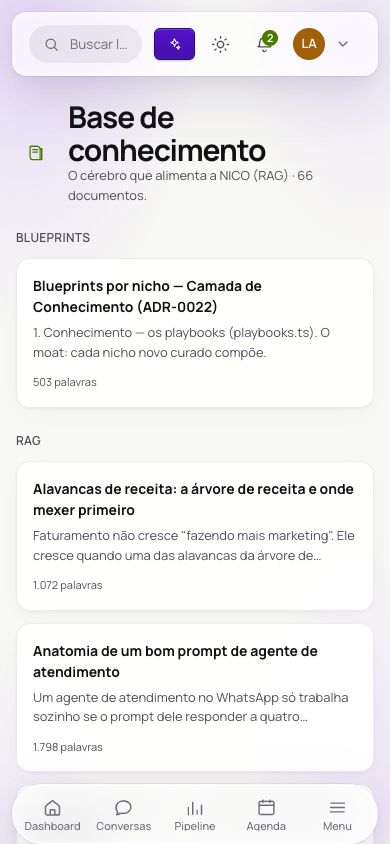 Buscar I...
2
LA
Base de
conhecimento
O cérebro que alimenta a NICO (RAG) · 66
documentos.
BLUEPRINTS
Blueprints por nicho — Camada de
Conhecimento (ADR-0022)
1. Conhecimento — os playbooks (playbooks.ts). O
moat: cada nicho novo curado compõe.
503 palavras
RAG
Alavancas de receita: a árvore de receita e onde
mexer primeiro
Faturamento não cresce "fazendo mais marketing". Ele
cresce quando uma das alavancas da árvore de…
1.072 palavras
Anatomia de um bom prompt de agente de
atendimento
Um agente de atendimento no WhatsApp só trabalha
sozinho se o prompt dele responder a quatro…
1.798 palavras
Dashboard
Conversas
Pipeline
Agenda
Menu